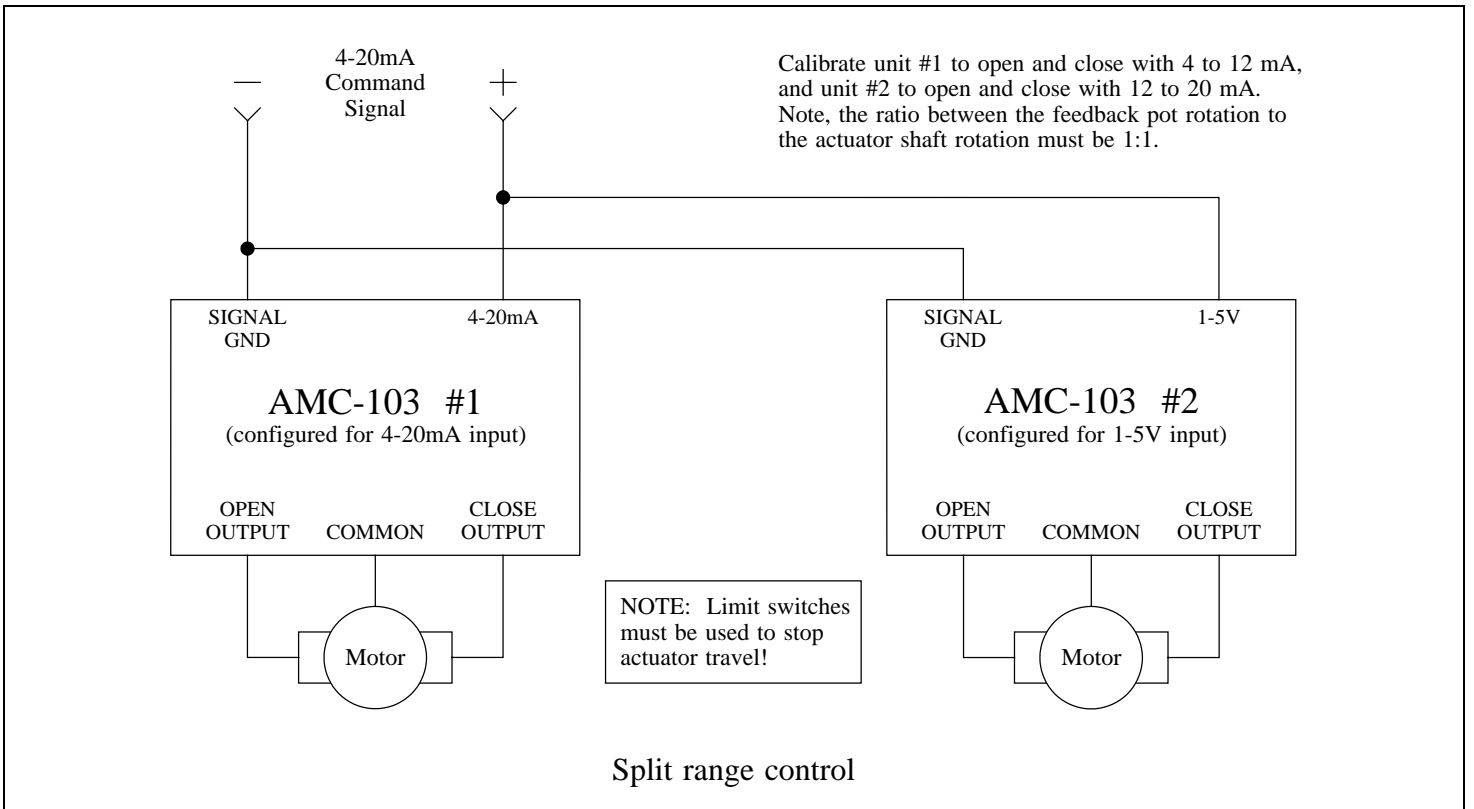 4-20mA
Command
Signal
− +
Calibrate unit #1 to open and close with 4 to 12 mA,
and unit #2 to open and close with 12 to 20 mA.
Note, the ratio between the feedback pot rotation to
the actuator shaft rotation must be 1:1.
SIGNAL
GND
4-20mA
AMC-103 #1
(configured for 4-20mA input)
OPEN
OUTPUT
COMMON
CLOSE
OUTPUT
Motor
SIGNAL
GND
1-5V
AMC-103 #2
(configured for 1-5V input)
OPEN
OUTPUT
COMMON
CLOSE
OUTPUT
Motor
NOTE: Limit switches
must be used to stop
actuator travel!
Split range control